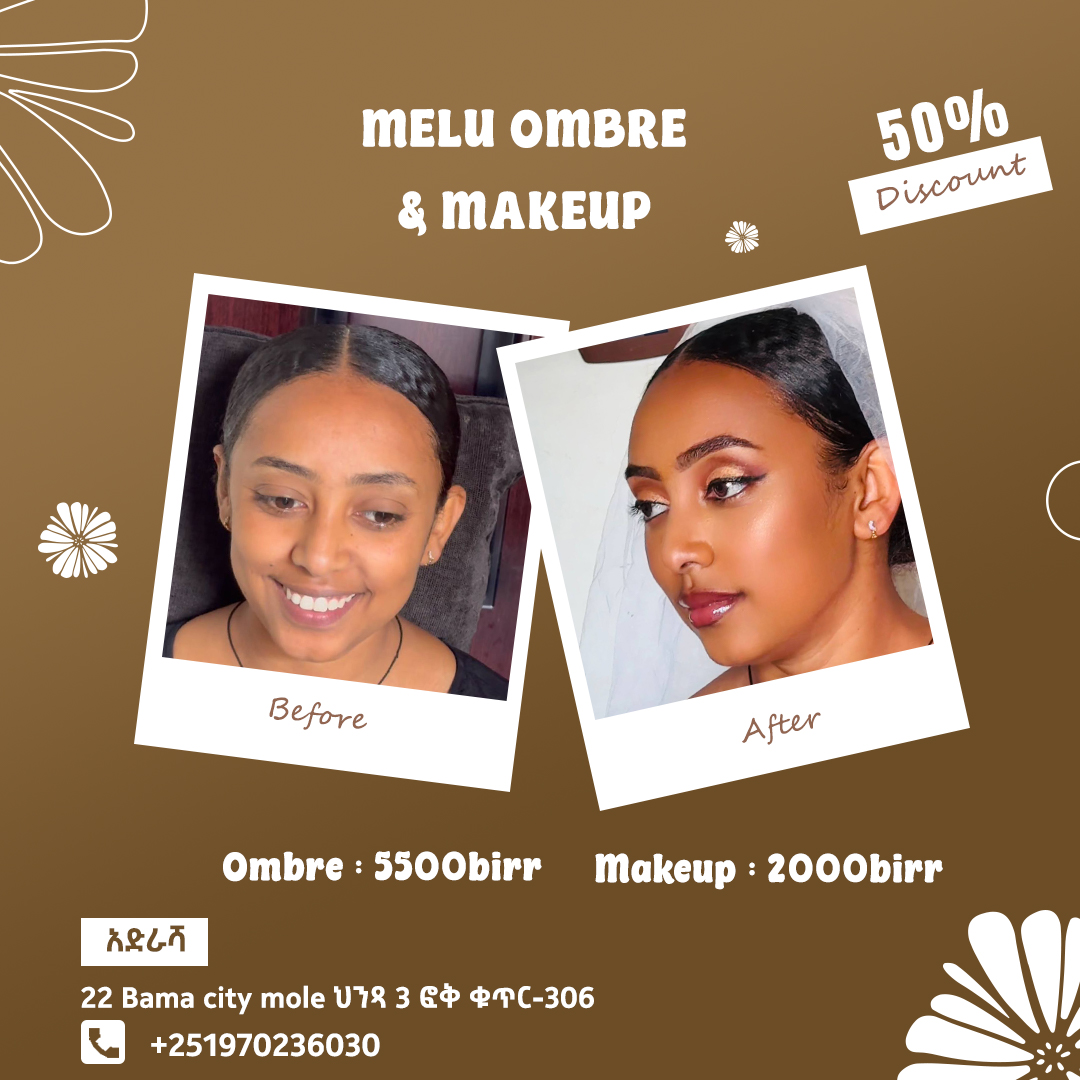 MELU OMBRE
& MAKEUP
50%
Discount
Before
After
Ombre : 5500birr
Makeup : 2000birr
አድራሻ
22 Bama city mole ህንጻ 3 ፎቅ ቁጥር-306
+251970236030